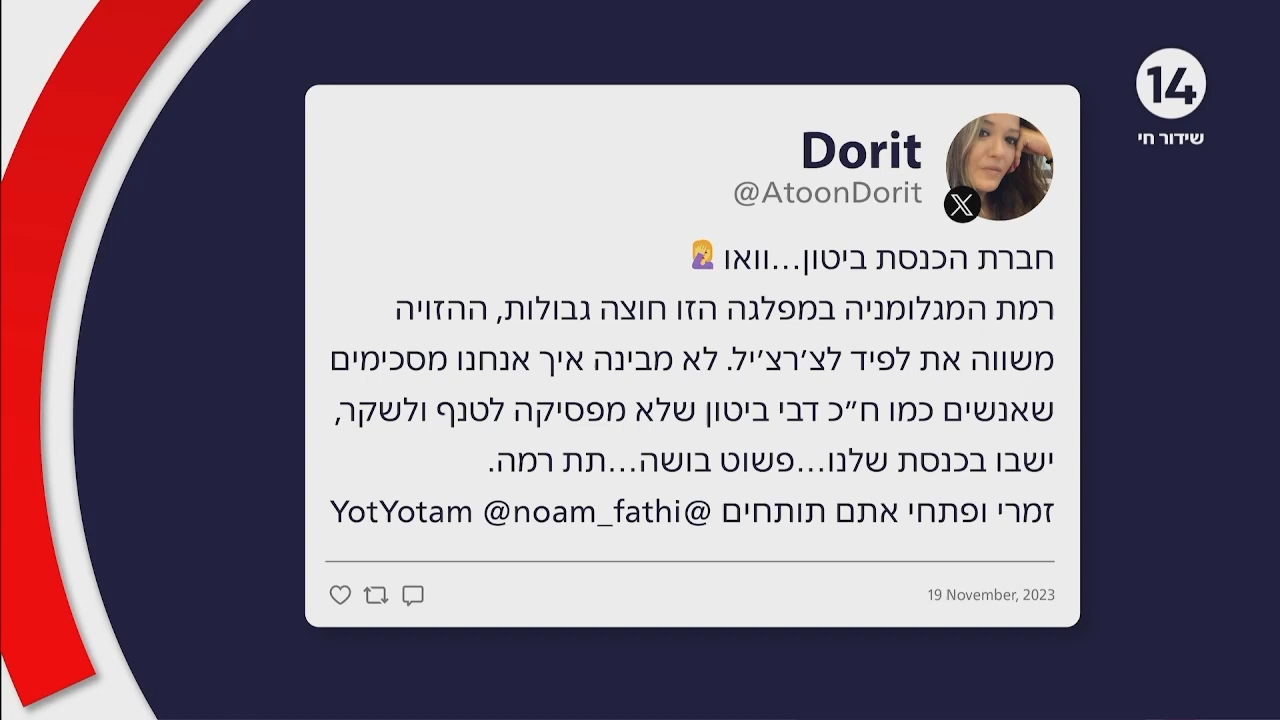 14
שידור חי
Dorit
@AtoonDorit
חברת הכנסת ביטון...וואו 🤦‍♀️
רמת המגלומניה במפלגה הזו חוצה גבולות, ההזויה
משווה את לפיד לצ׳רצ׳יל. לא מבינה איך אנחנו מסכימים
שאנשים כמו ח״כ דבי ביטון שלא מפסיקה לטנף ולשקר,
ישבו בכנסת שלנו...פשוט בושה...תת רמה.
זמרי ופתחי אתם תותחים @YotYotam @noam_fathi
19 November, 2023